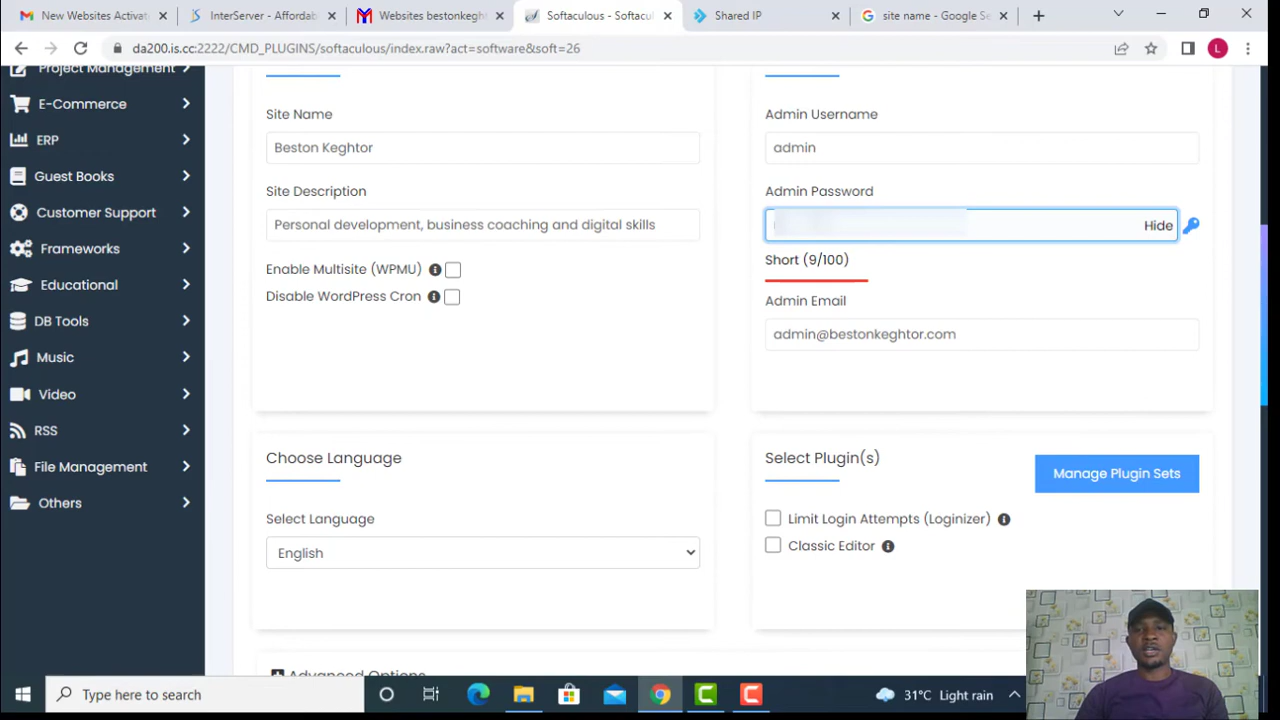 New Websites Activat
InterServer - Affordab
Websites bestonkeght
Softaculous - Softacul
Shared IP
site name - Google Se
da200.is.cc:2222/CMD_PLUGINS/softaculous/index.raw?act=software&soft=26
L
Project Management
E-Commerce
ERP
Guest Books
Customer Support
Frameworks
Educational
DB Tools
Music
Video
RSS
File Management
Others
Site Name
Beston Keghtor
Site Description
Personal development, business coaching and digital skills
Enable Multisite (WPMU)
Disable WordPress Cron
Admin Username
admin
Admin Password
Hide
Short (9/100)
Admin Email
admin@bestonkeghtor.com
Choose Language
Select Language
English
Select Plugin(s)
Manage Plugin Sets
Limit Login Attempts (Loginizer)
Classic Editor
Advanced Options
Type here to search
31°C Light rain